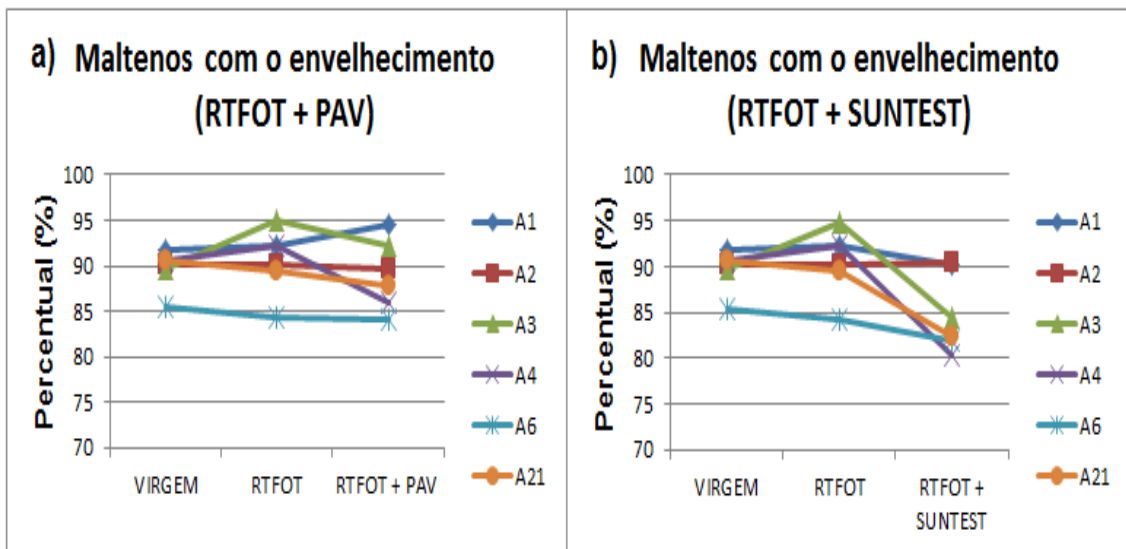 a) Maltenos com o envelhecimento
(RTFOT + PAV)
Percentual (%)
100
95
90
85
80
75
70
VIRGEM RTFOT RTFOT + PAV
A1
A2
A3
A4
A6
A21
b) Maltenos com o envelhecimento
(RTFOT + SUNTEST)
Percentual (%)
100
95
90
85
80
75
70
VIRGEM RTFOT RTFOT +
SUNTEST
A1
A2
A3
A4
A6
A21